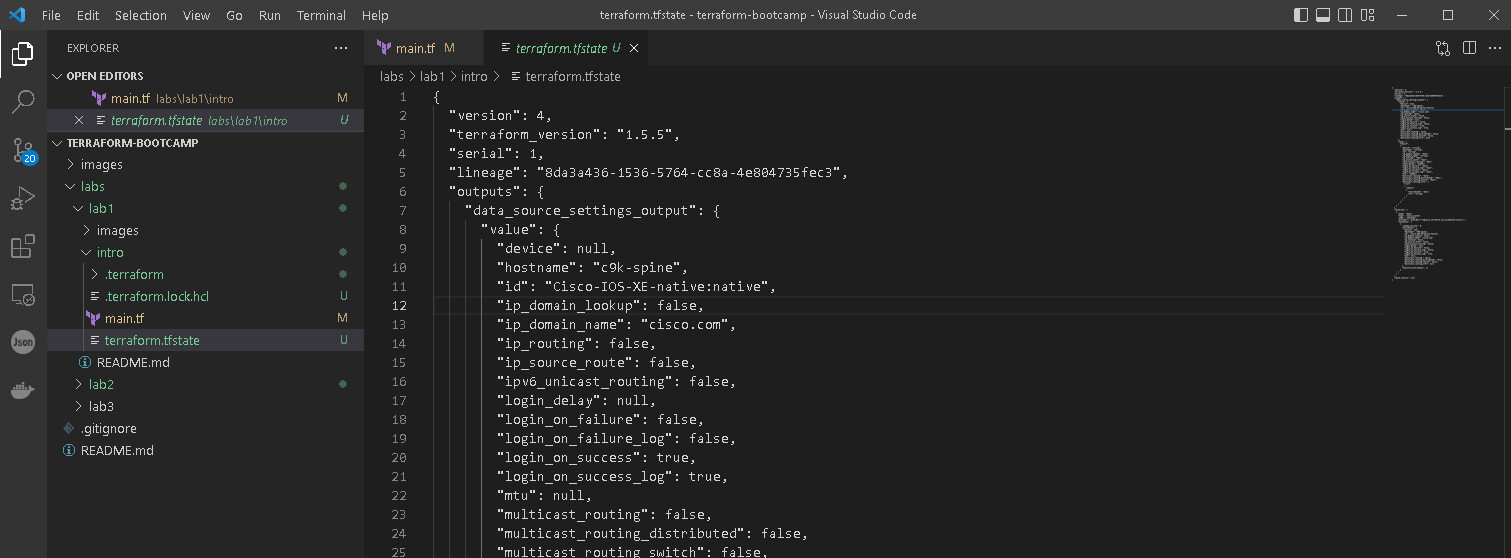 File Edit Selection View Go Run Terminal Help
terraform.tfstate - terraform-bootcamp - Visual Studio Code
EXPLORER
OPEN EDITORS
main.tf labs\lab1\intro M
terraform.tfstate labs\lab1\intro U
TERRAFORM-BOOTCAMP
images
labs
lab1
images
intro
.terraform
.terraform.lock.hcl U
main.tf M
terraform.tfstate U
README.md
lab2
lab3
.gitignore
README.md
20
Json
main.tf M
terraform.tfstate U
labs > lab1 > intro > terraform.tfstate
1 {
2 "version": 4,
3 "terraform_version": "1.5.5",
4 "serial": 1,
5 "lineage": "8da3a436-1536-5764-cc8a-4e804735fec3",
6 "outputs": {
7 "data_source_settings_output": {
8 "value": {
9 "device": null,
10 "hostname": "c9k-spine",
11 "id": "Cisco-IOS-XE-native:native",
12 "ip_domain_lookup": false,
13 "ip_domain_name": "cisco.com",
14 "ip_routing": false,
15 "ip_source_route": false,
16 "ipv6_unicast_routing": false,
17 "login_delay": null,
18 "login_on_failure": false,
19 "login_on_failure_log": false,
20 "login_on_success": true,
21 "login_on_success_log": true,
22 "mtu": null,
23 "multicast_routing": false,
24 "multicast_routing_distributed": false,
25 "multicast_routing_switch": false,